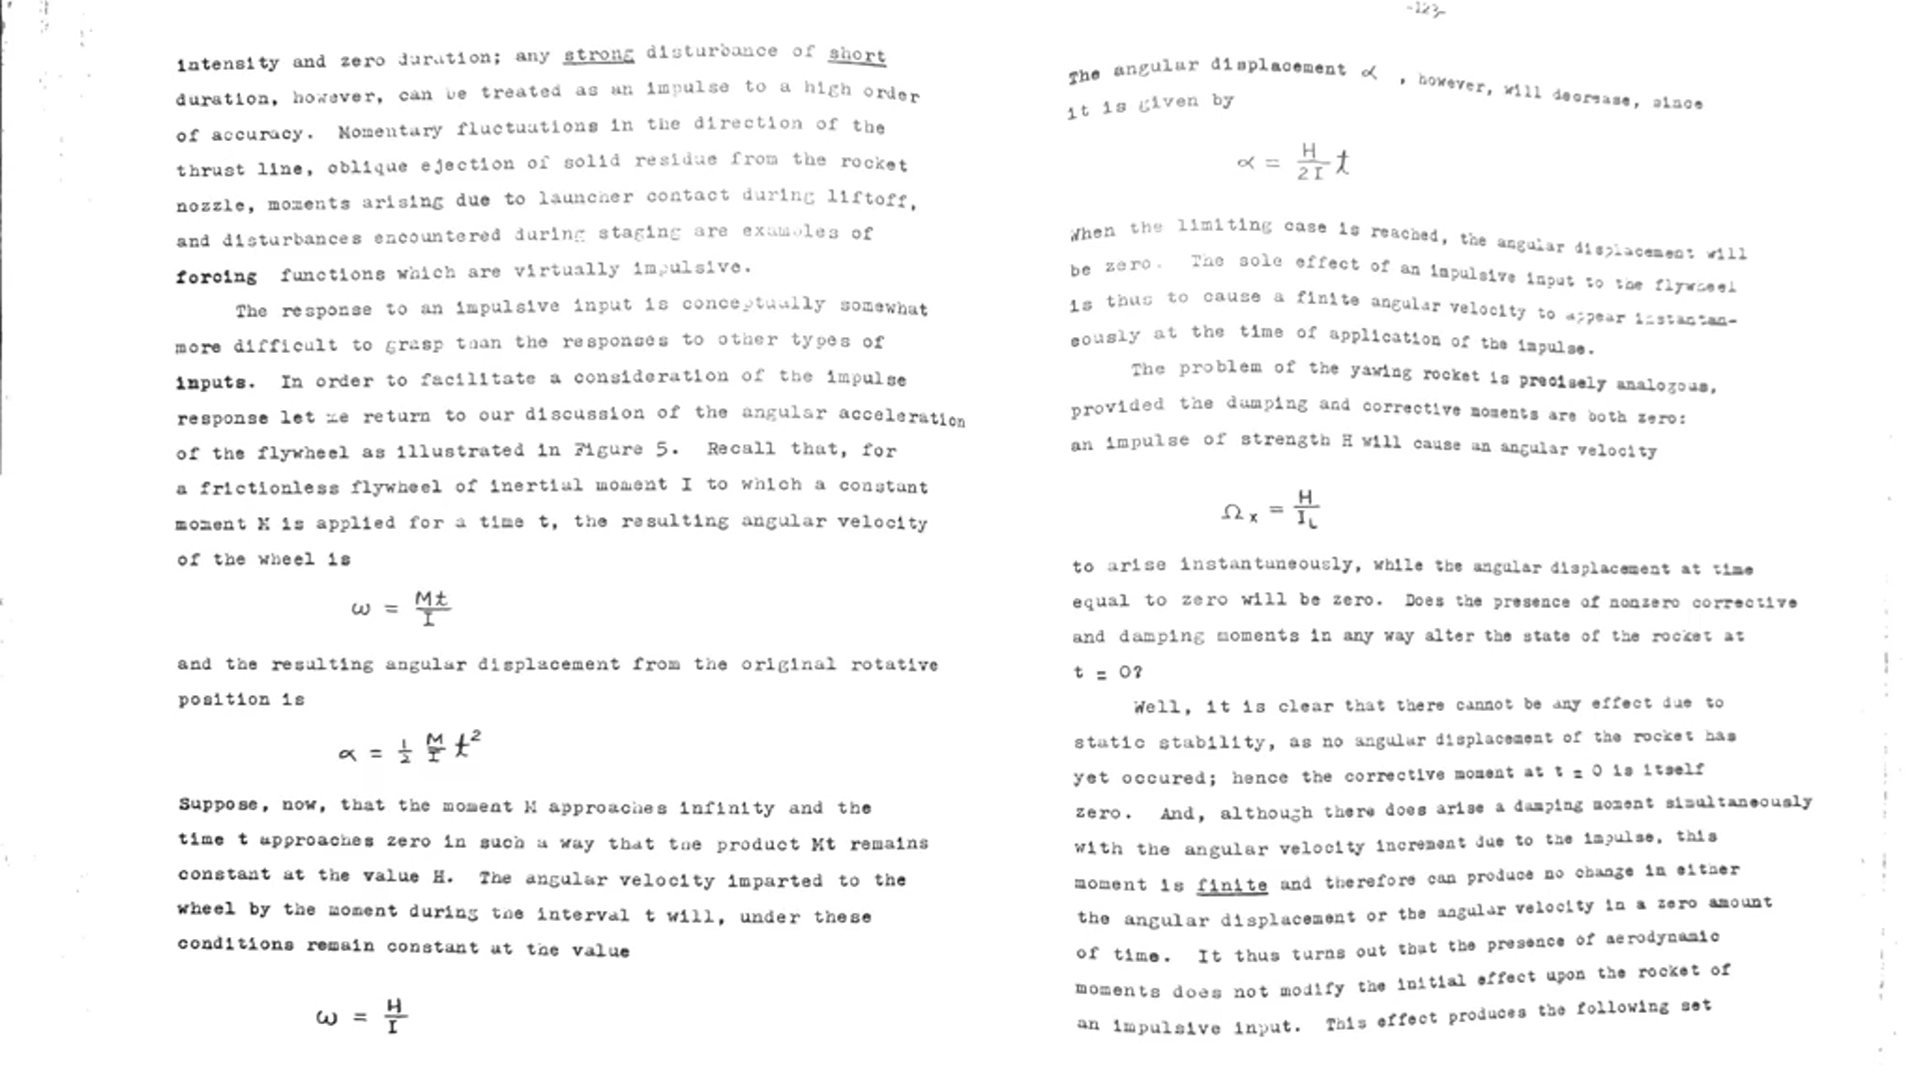 intensity and zero duration; any strong disturbance of short
duration, however, can be treated as an impulse to a high order
of accuracy. Momentary fluctuations in the direction of the
thrust line, oblique ejection of solid residue from the rocket
nozzle, moments arising due to launcher contact during liftoff,
and disturbances encountered during staging are examples of
forcing functions which are virtually impulsive.
The response to an impulsive input is conceptually somewhat
more difficult to grasp than the responses to other types of
inputs. In order to facilitate a consideration of the impulse
response let me return to our discussion of the angular acceleration
of the flywheel as illustrated in Figure 5. Recall that, for
a frictionless flywheel of inertial moment I to which a constant
moment M is applied for a time t, the resulting angular velocity
of the wheel is
ω = Mt/I
and the resulting angular displacement from the original rotative
position is
α = 1/2 M/I t²
Suppose, now, that the moment M approaches infinity and the
time t approaches zero in such a way that the product Mt remains
constant at the value H. The angular velocity imparted to the
wheel by the moment during the interval t will, under these
conditions remain constant at the value
ω = H/I
-123-
The angular displacement α , however, will decrease, since
it is given by
α = H/2I t
When the limiting case is reached, the angular displacement will
be zero. The sole effect of an impulsive input to the flywheel
is thus to cause a finite angular velocity to appear instantan-
eously at the time of application of the impulse.
The problem of the yawing rocket is precisely analogous,
provided the damping and corrective moments are both zero:
an impulse of strength H will cause an angular velocity
Ωx = H/IL
to arise instantaneously, while the angular displacement at time
equal to zero will be zero. Does the presence of nonzero corrective
and damping moments in any way alter the state of the rocket at
t = 0?
Well, it is clear that there cannot be any effect due to
static stability, as no angular displacement of the rocket has
yet occured; hence the corrective moment at t = 0 is itself
zero. And, although there does arise a damping moment simultaneously
with the angular velocity increment due to the impulse, this
moment is finite and therefore can produce no change in either
the angular displacement or the angular velocity in a zero amount
of time. It thus turns out that the presence of aerodynamic
moments does not modify the initial effect upon the rocket of
an impulsive input. This effect produces the following set